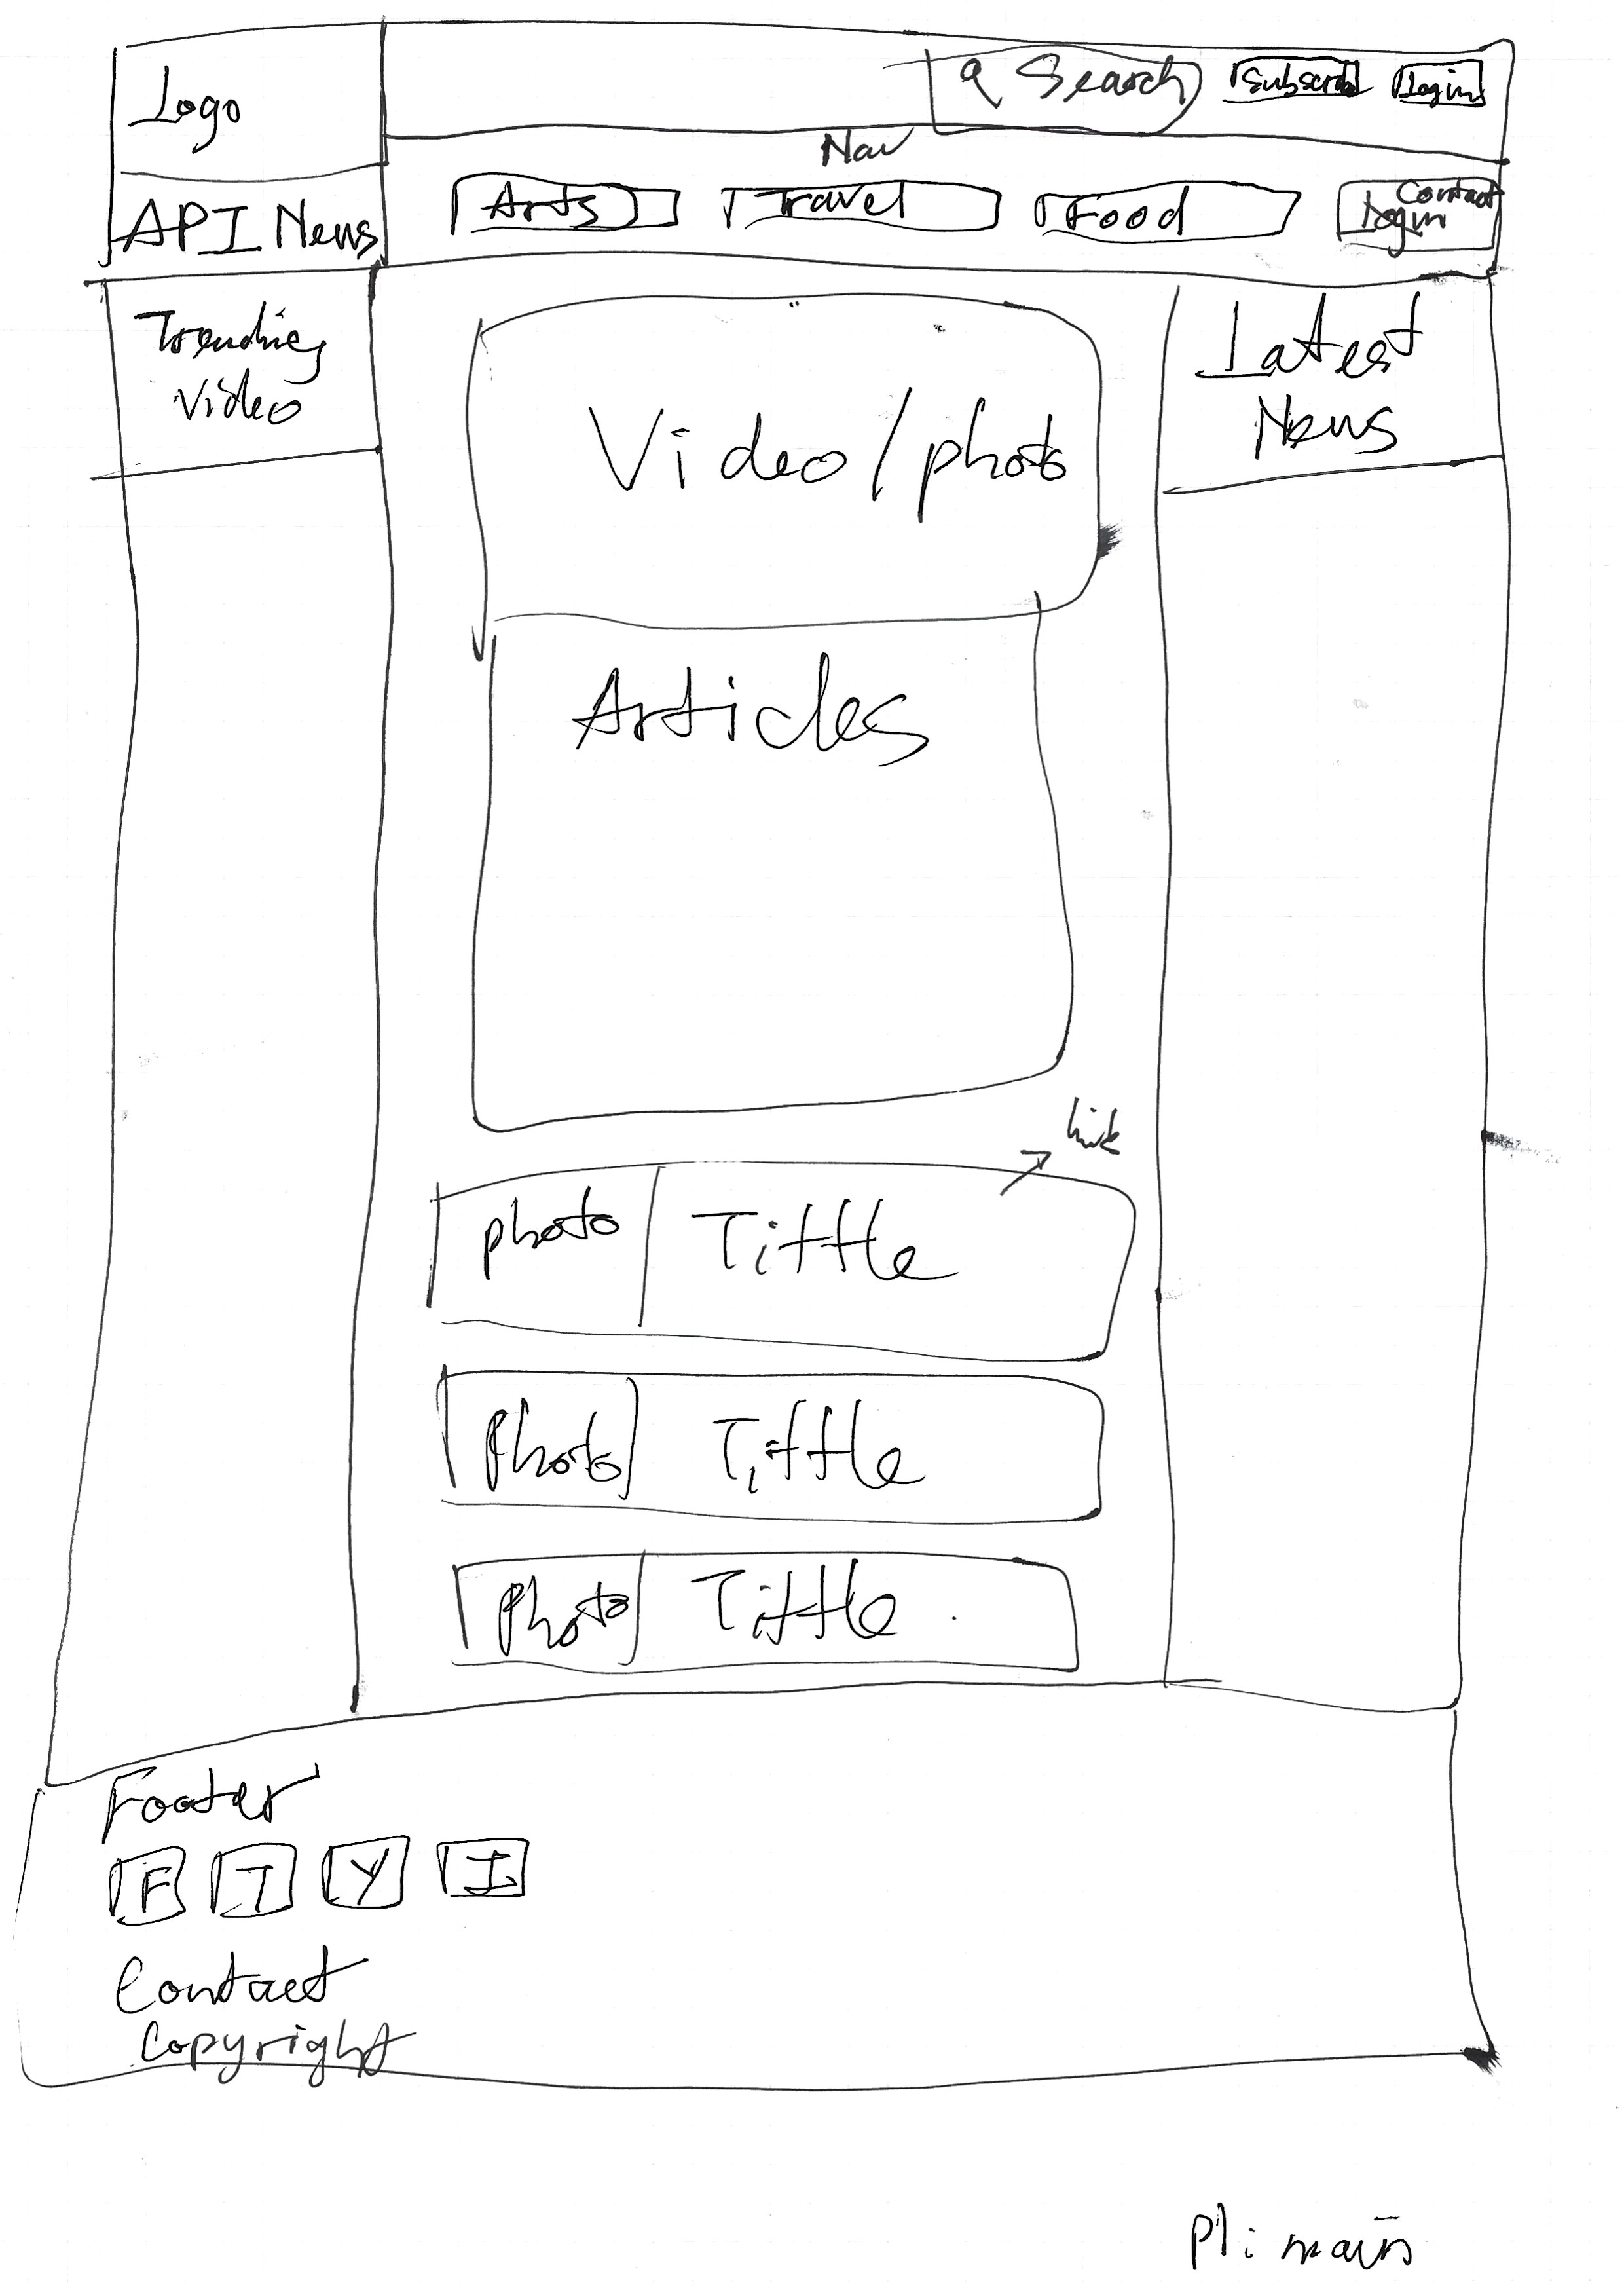 Logo
Search Subscrib Login
Nav
API News
Arts Travel Food Contact
Login
Trending
Video
Video/photo
Latest
News
Articles
link
photo Tittle
Photo Tittle
Photo Tittle
Footer
F T Y I
Contact
Copyright
P1: main